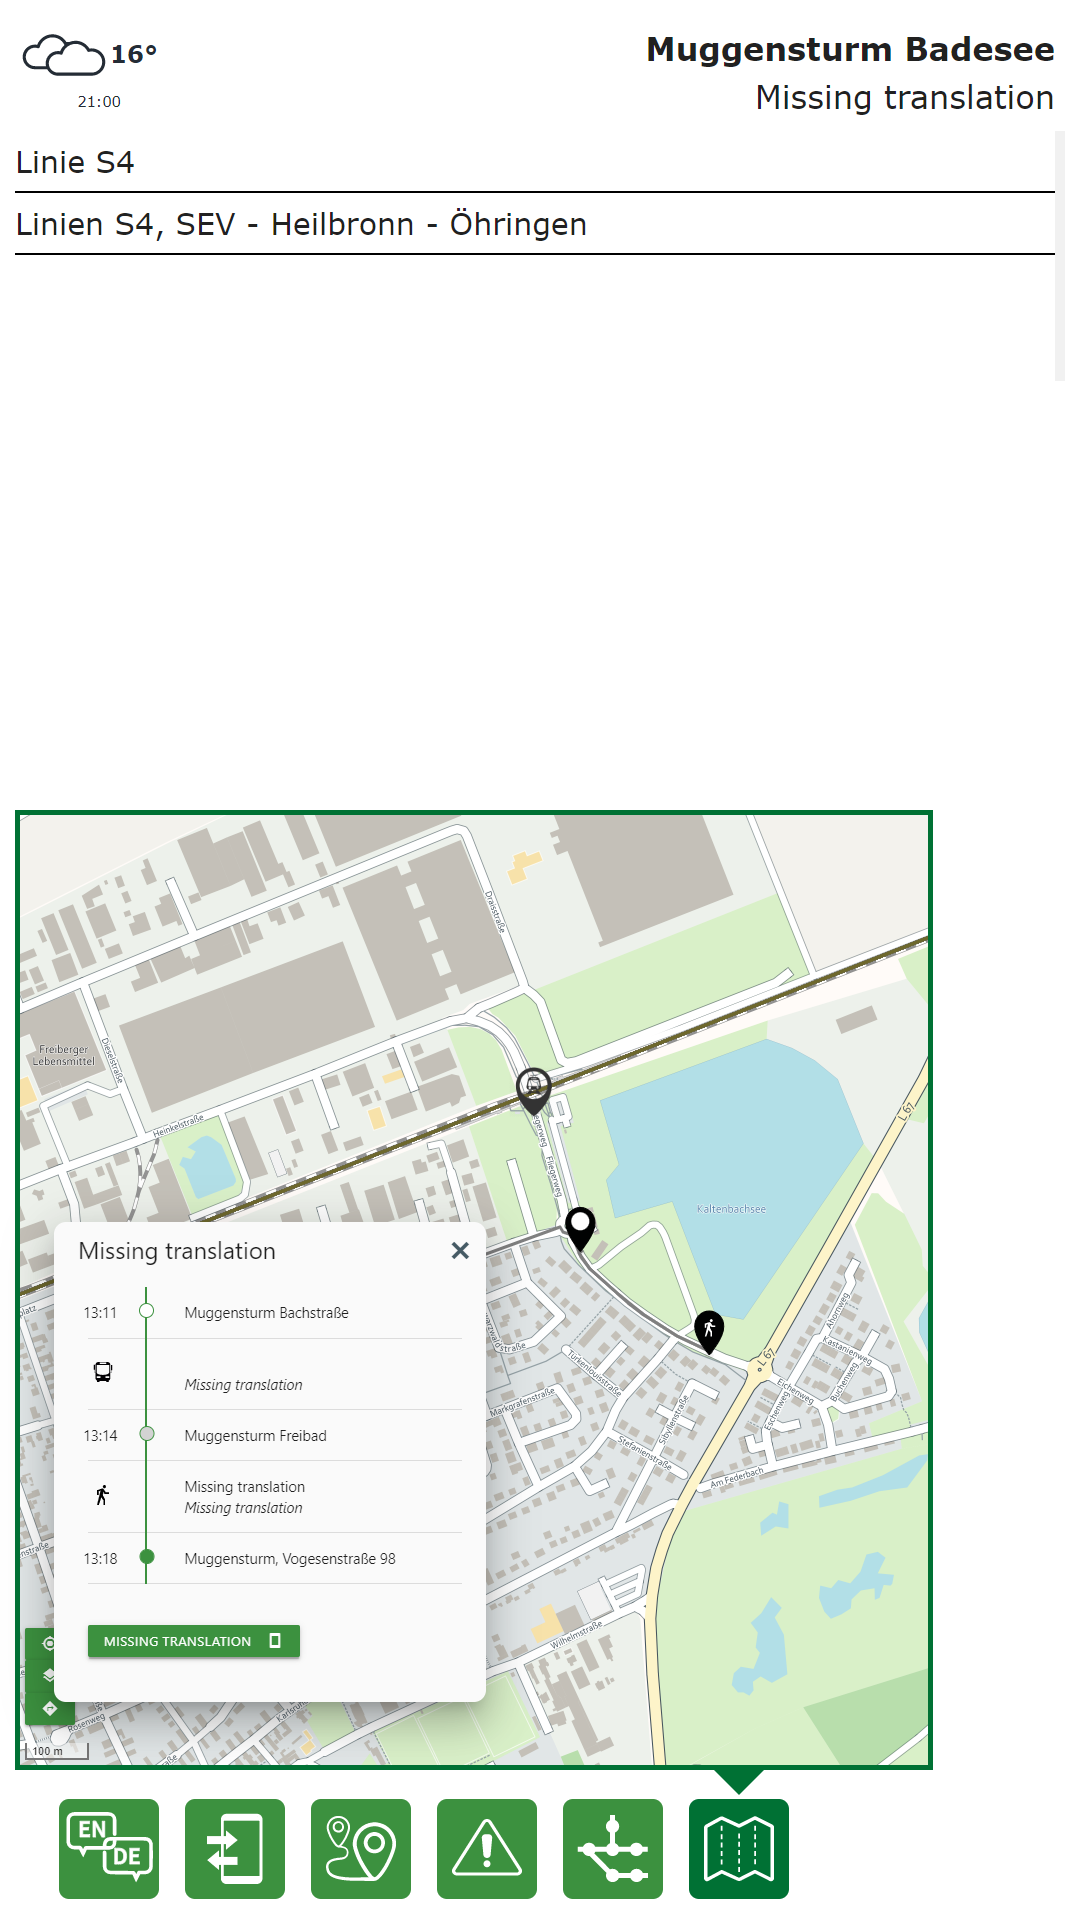 16°
21:00
Muggensturm Badesee
Missing translation
Linie S4
Linien S4, SEV - Heilbronn - Öhringen
Draisstraße
Freiberger
Lebensmittel
Dieselstraße
Heinkelstraße
Fliegerweg
L 67
Kaltenbachsee
Missing translation
13:11 Muggensturm Bachstraße
Missing translation
13:14 Muggensturm Freibad
Missing translation
Missing translation
13:18 Muggensturm, Vogesenstraße 98
MISSING TRANSLATION
Ahornweg
Kastanienweg
L 67
Türkenlouisstraße
Buchenweg
Eichenweg
Eschenweg
Markgrafenstraße
Sibyllenstraße
Stefanienstraße
Am Federbach
Wilhelmstraße
Rosenweg
100 m
EN
DE